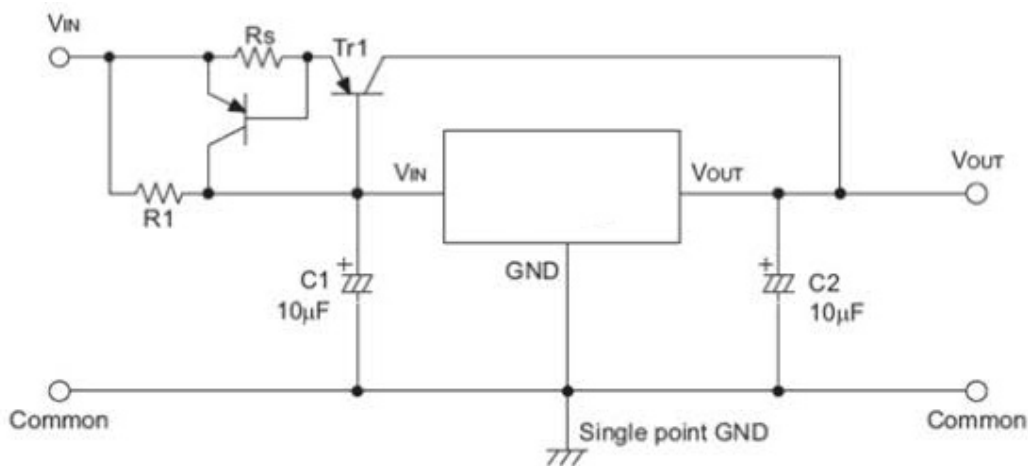 VIN
Rs
Tr1
VIN
VOUT
VOUT
R1
GND
C1
10μF
C2
10μF
Common
Single point GND
Common